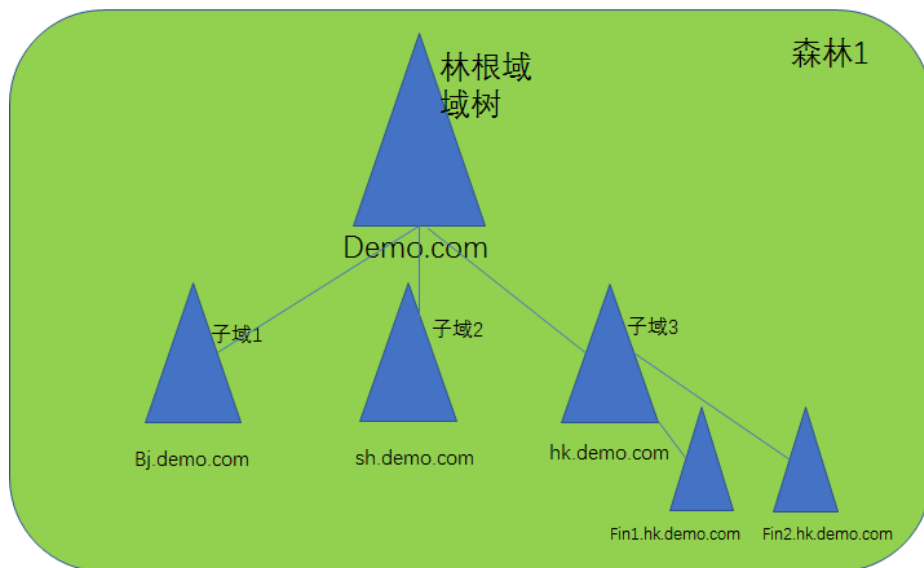 森林1
林根域
域树
Demo.com
子域1
子域2
子域3
Bj.demo.com
sh.demo.com
hk.demo.com
Fin1.hk.demo.com
Fin2.hk.demo.com